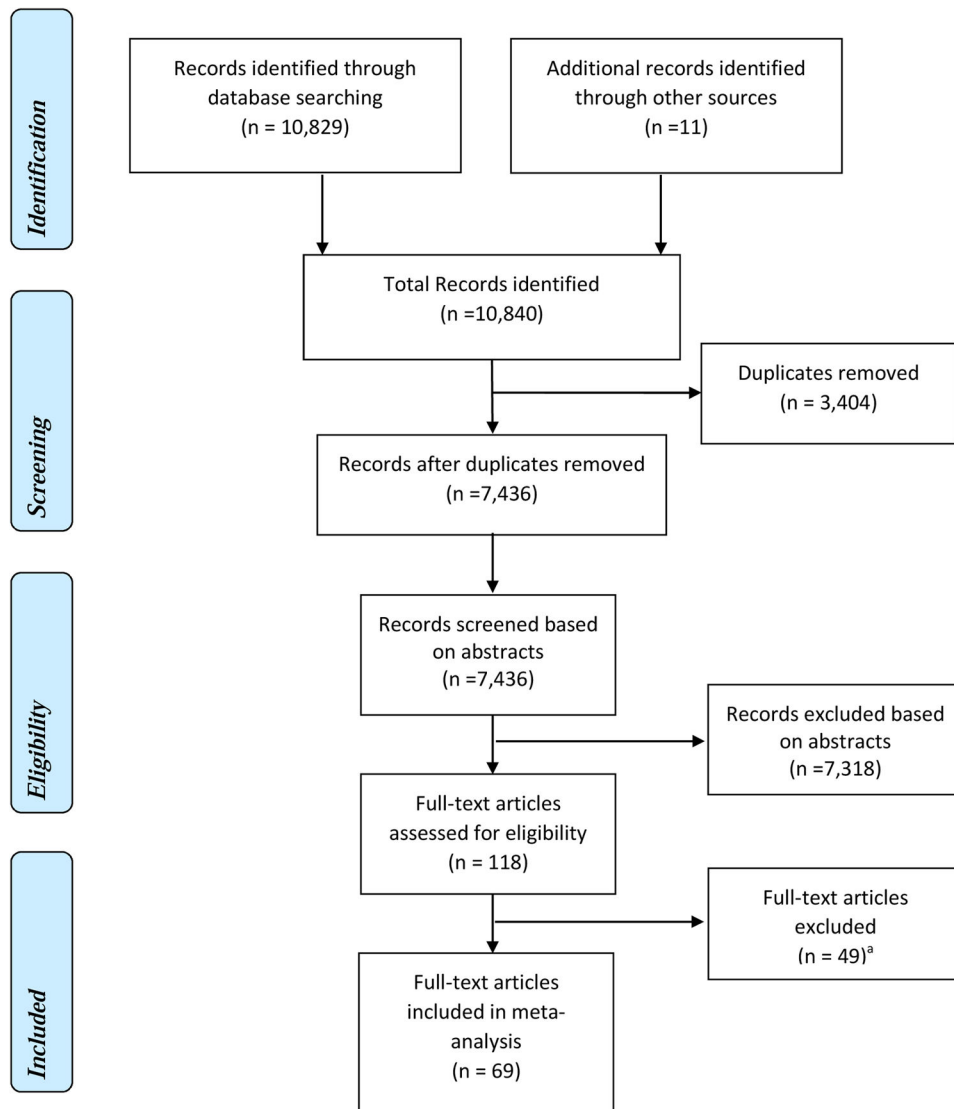 Identification
Records identified through
database searching
(n = 10,829)
Additional records identified
through other sources
(n =11)
Total Records identified
(n =10,840)
Screening
Duplicates removed
(n = 3,404)
Records after duplicates removed
(n =7,436)
Eligibility
Records screened based
on abstracts
(n =7,436)
Records excluded based
on abstracts
(n =7,318)
Full-text articles
assessed for eligibility
(n = 118)
Included
Full-text articles
excluded
(n = 49)ᵃ
Full-text articles
included in meta-
analysis
(n = 69)